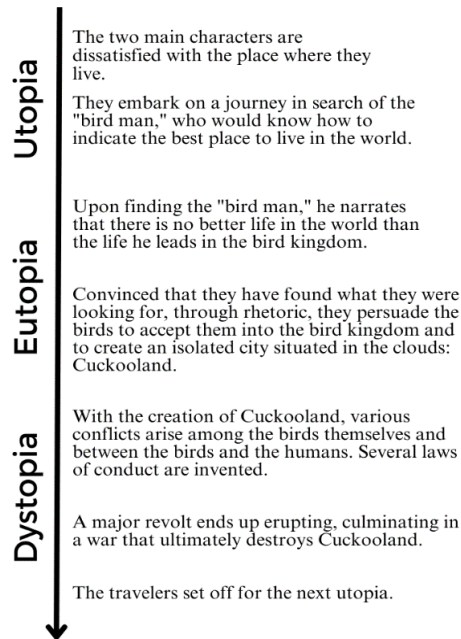 Utopia
The two main characters are
dissatisfied with the place where they
live.
They embark on a journey in search of the
"bird man," who would know how to
indicate the best place to live in the world.
Eutopia
Upon finding the "bird man," he narrates
that there is no better life in the world than
the life he leads in the bird kingdom.
Convinced that they have found what they were
looking for, through rhetoric, they persuade the
birds to accept them into the bird kingdom and
to create an isolated city situated in the clouds:
Cuckooland.
Dystopia
With the creation of Cuckooland, various
conflicts arise among the birds themselves and
between the birds and the humans. Several laws
of conduct are invented.
A major revolt ends up erupting, culminating in
a war that ultimately destroys Cuckooland.
The travelers set off for the next utopia.